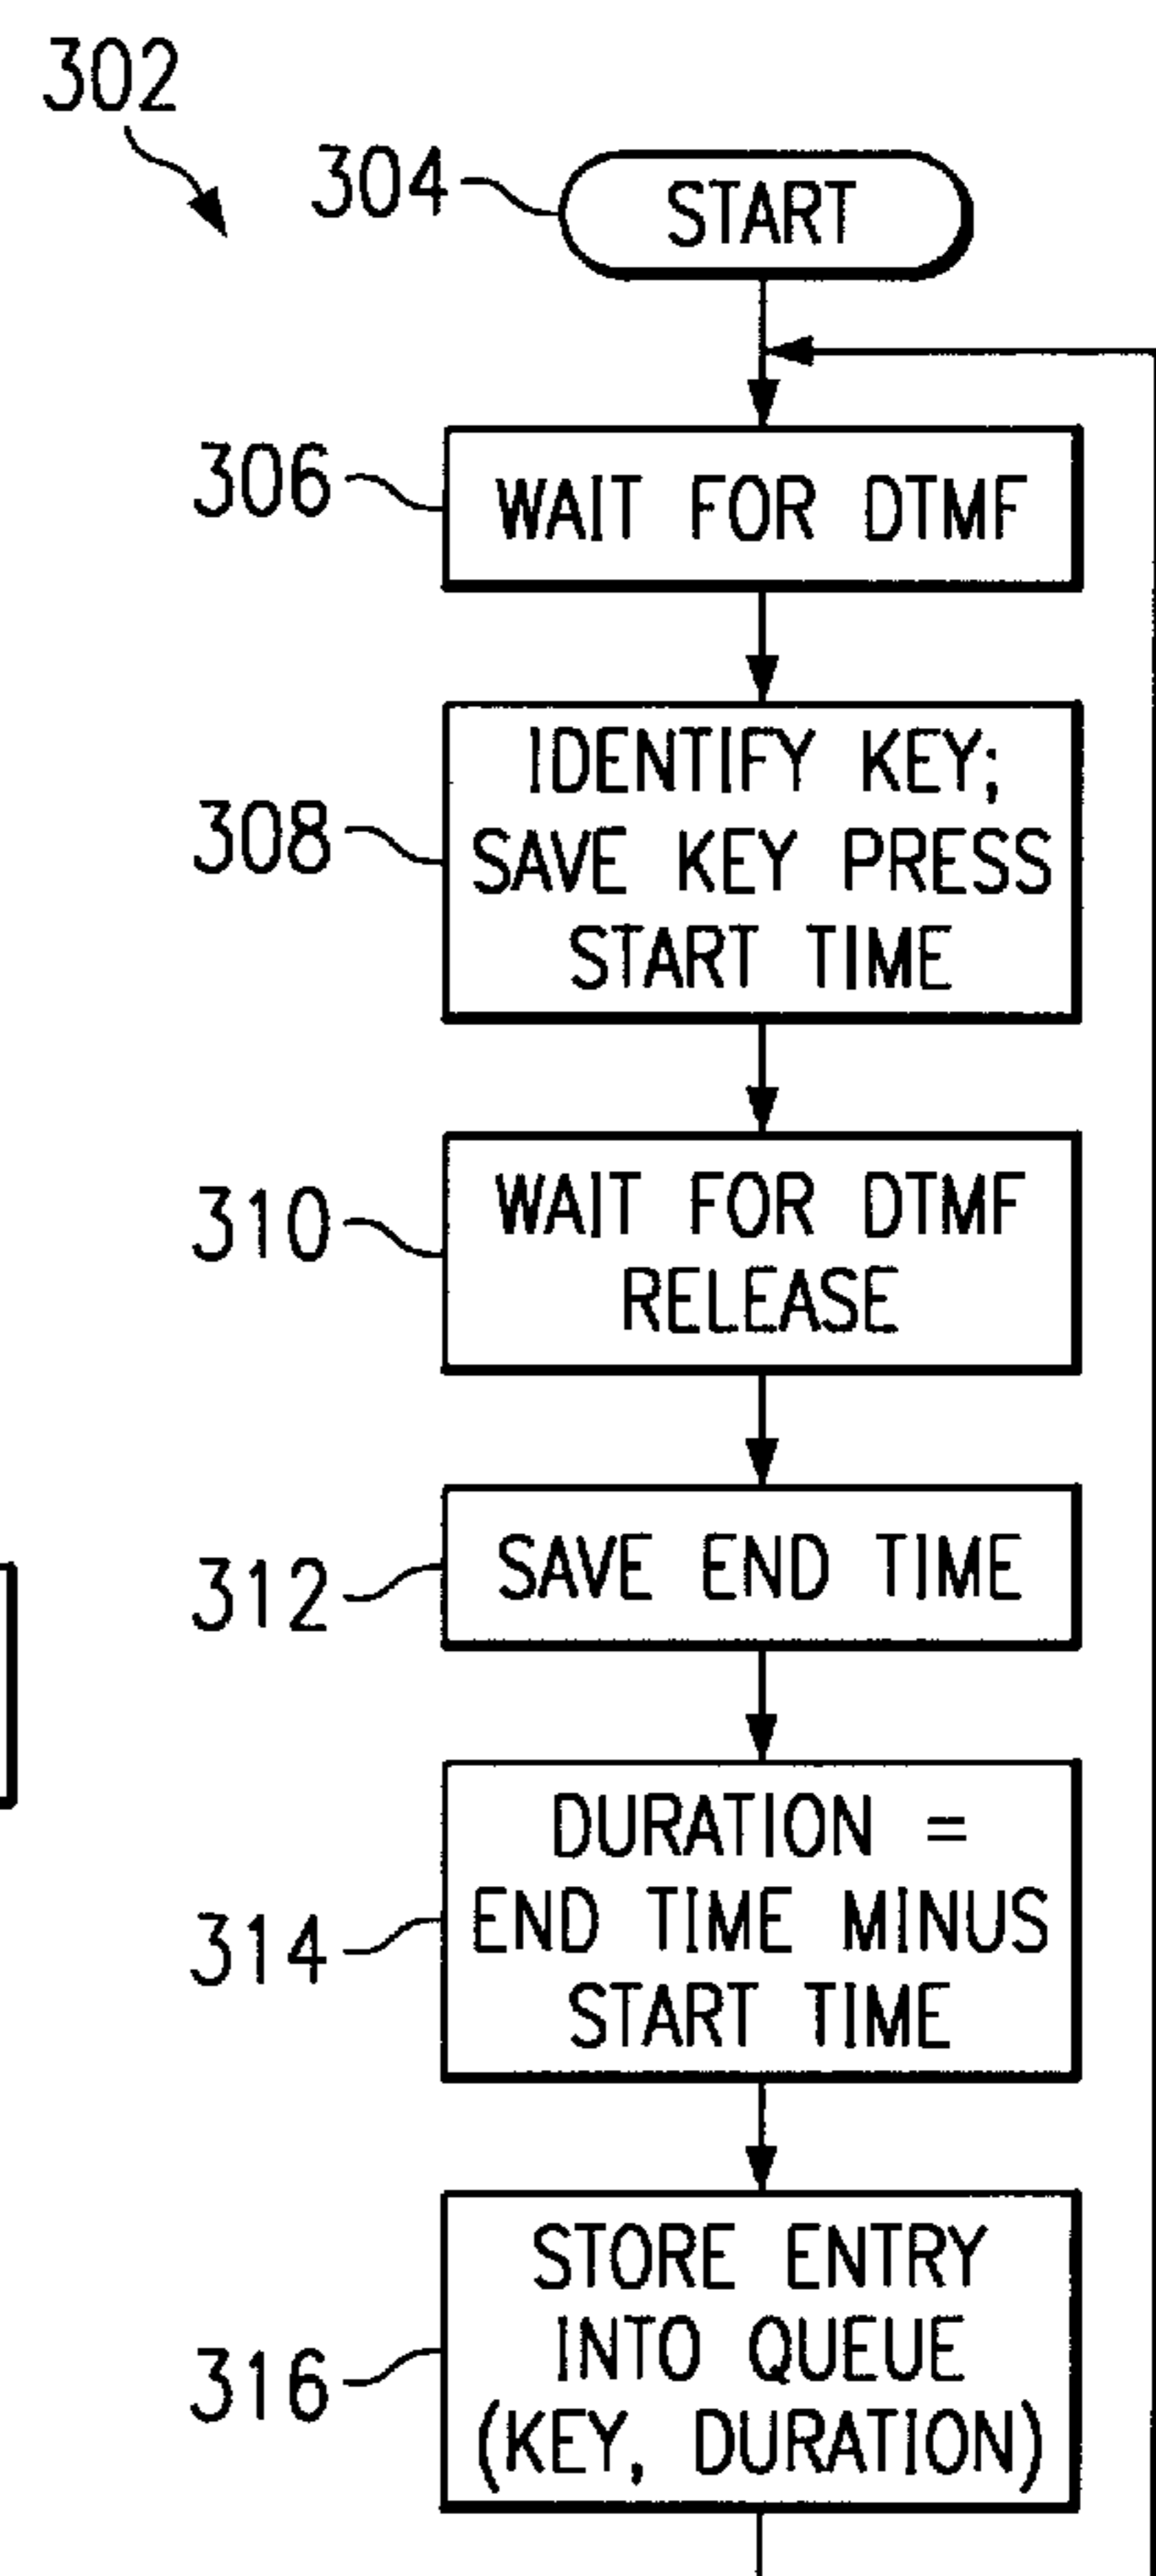 302
304
START
306
WAIT FOR DTMF
308
IDENTIFY KEY;
SAVE KEY PRESS
START TIME
310
WAIT FOR DTMF
RELEASE
312
SAVE END TIME
314
DURATION =
END TIME MINUS
START TIME
316
STORE ENTRY
INTO QUEUE
(KEY, DURATION)